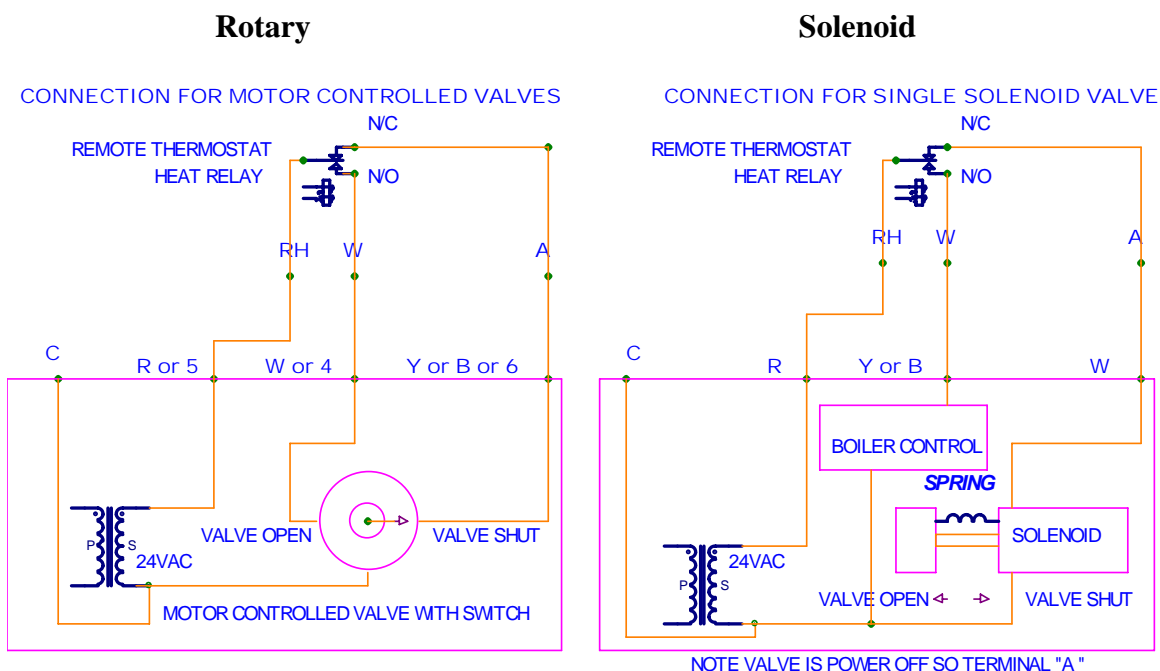 Rotary
CONNECTION FOR MOTOR CONTROLLED VALVES
N/C
REMOTE THERMOSTAT
HEAT RELAY
N/O
RH
W
A
C
R or 5
W or 4
Y or B or 6
VALVE OPEN
VALVE SHUT
P
S
24VAC
MOTOR CONTROLLED VALVE WITH SWITCH
Solenoid
CONNECTION FOR SINGLE SOLENOID VALVE
N/C
REMOTE THERMOSTAT
HEAT RELAY
N/O
RH
W
A
C
R
Y or B
W
BOILER CONTROL
SPRING
SOLENOID
24VAC
P
S
VALVE OPEN
VALVE SHUT
NOTE VALVE IS POWER OFF SO TERMINAL "A "